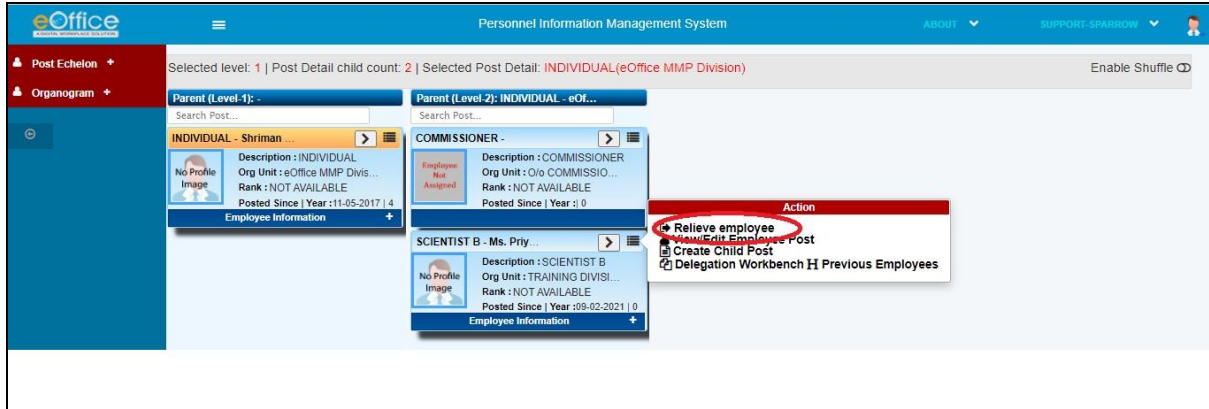 eOffice
A DIGITAL WORKPLACE SOLUTION
Personnel Information Management System
ABOUT
SUPPORT-SPARROW
Post Echelon +
Organogram +
Selected level: 1 | Post Detail child count: 2 | Selected Post Detail: INDIVIDUAL(eOffice MMP Division)
Enable Shuffle
Parent (Level-1): -
Search Post...
INDIVIDUAL - Shriman ...
No Profile
Image
Description : INDIVIDUAL
Org Unit : eOffice MMP Divis...
Rank : NOT AVAILABLE
Posted Since | Year :11-05-2017 | 4
Employee Information +
Parent (Level-2): INDIVIDUAL - eOf...
Search Post...
COMMISSIONER -
Employee
Not
Assigned
Description : COMMISSIONER
Org Unit : O/o COMMISSIO...
Rank : NOT AVAILABLE
Posted Since | Year :| 0
SCIENTIST B - Ms. Priy...
No Profile
Image
Description : SCIENTIST B
Org Unit : TRAINING DIVISI...
Rank : NOT AVAILABLE
Posted Since | Year :09-02-2021 | 0
Employee Information +
Action
Relieve employee
View/Edit Employee Post
Create Child Post
Delegation Workbench H Previous Employees